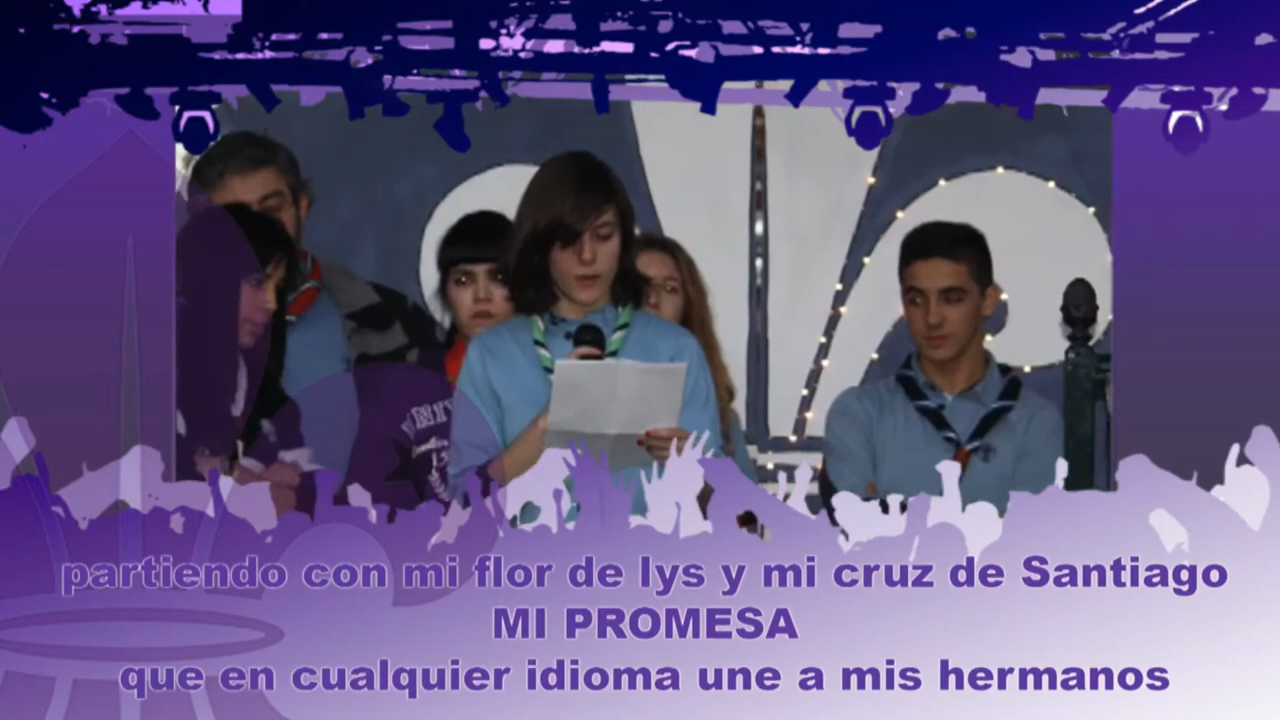 partiendo con mi flor de lys y mi cruz de Santiago
MI PROMESA
que en cualquier idioma une a mis hermanos